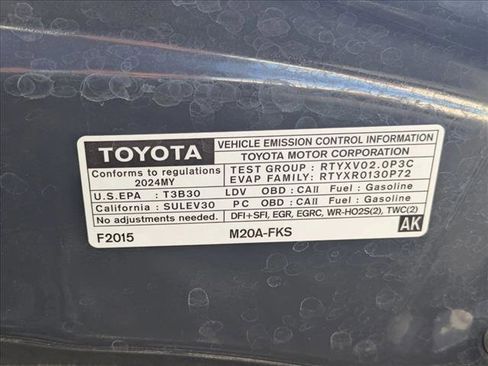 TOYOTA
VEHICLE EMISSION CONTROL INFORMATION
TOYOTA MOTOR CORPORATION
Conforms to regulations
2024MY
TEST GROUP : RTYXV02.0P3C
EVAP FAMILY: RTYXR0130P72
U.S.EPA : T3B30 LDV OBD : CAII Fuel : Gasoline
California : SULEV30 PC OBD : CAII Fuel : Gasoline
No adjustments needed.
DFI+SFI, EGR, EGRC, WR-HO2S(2), TWC(2)
F2015 M20A-FKS AK